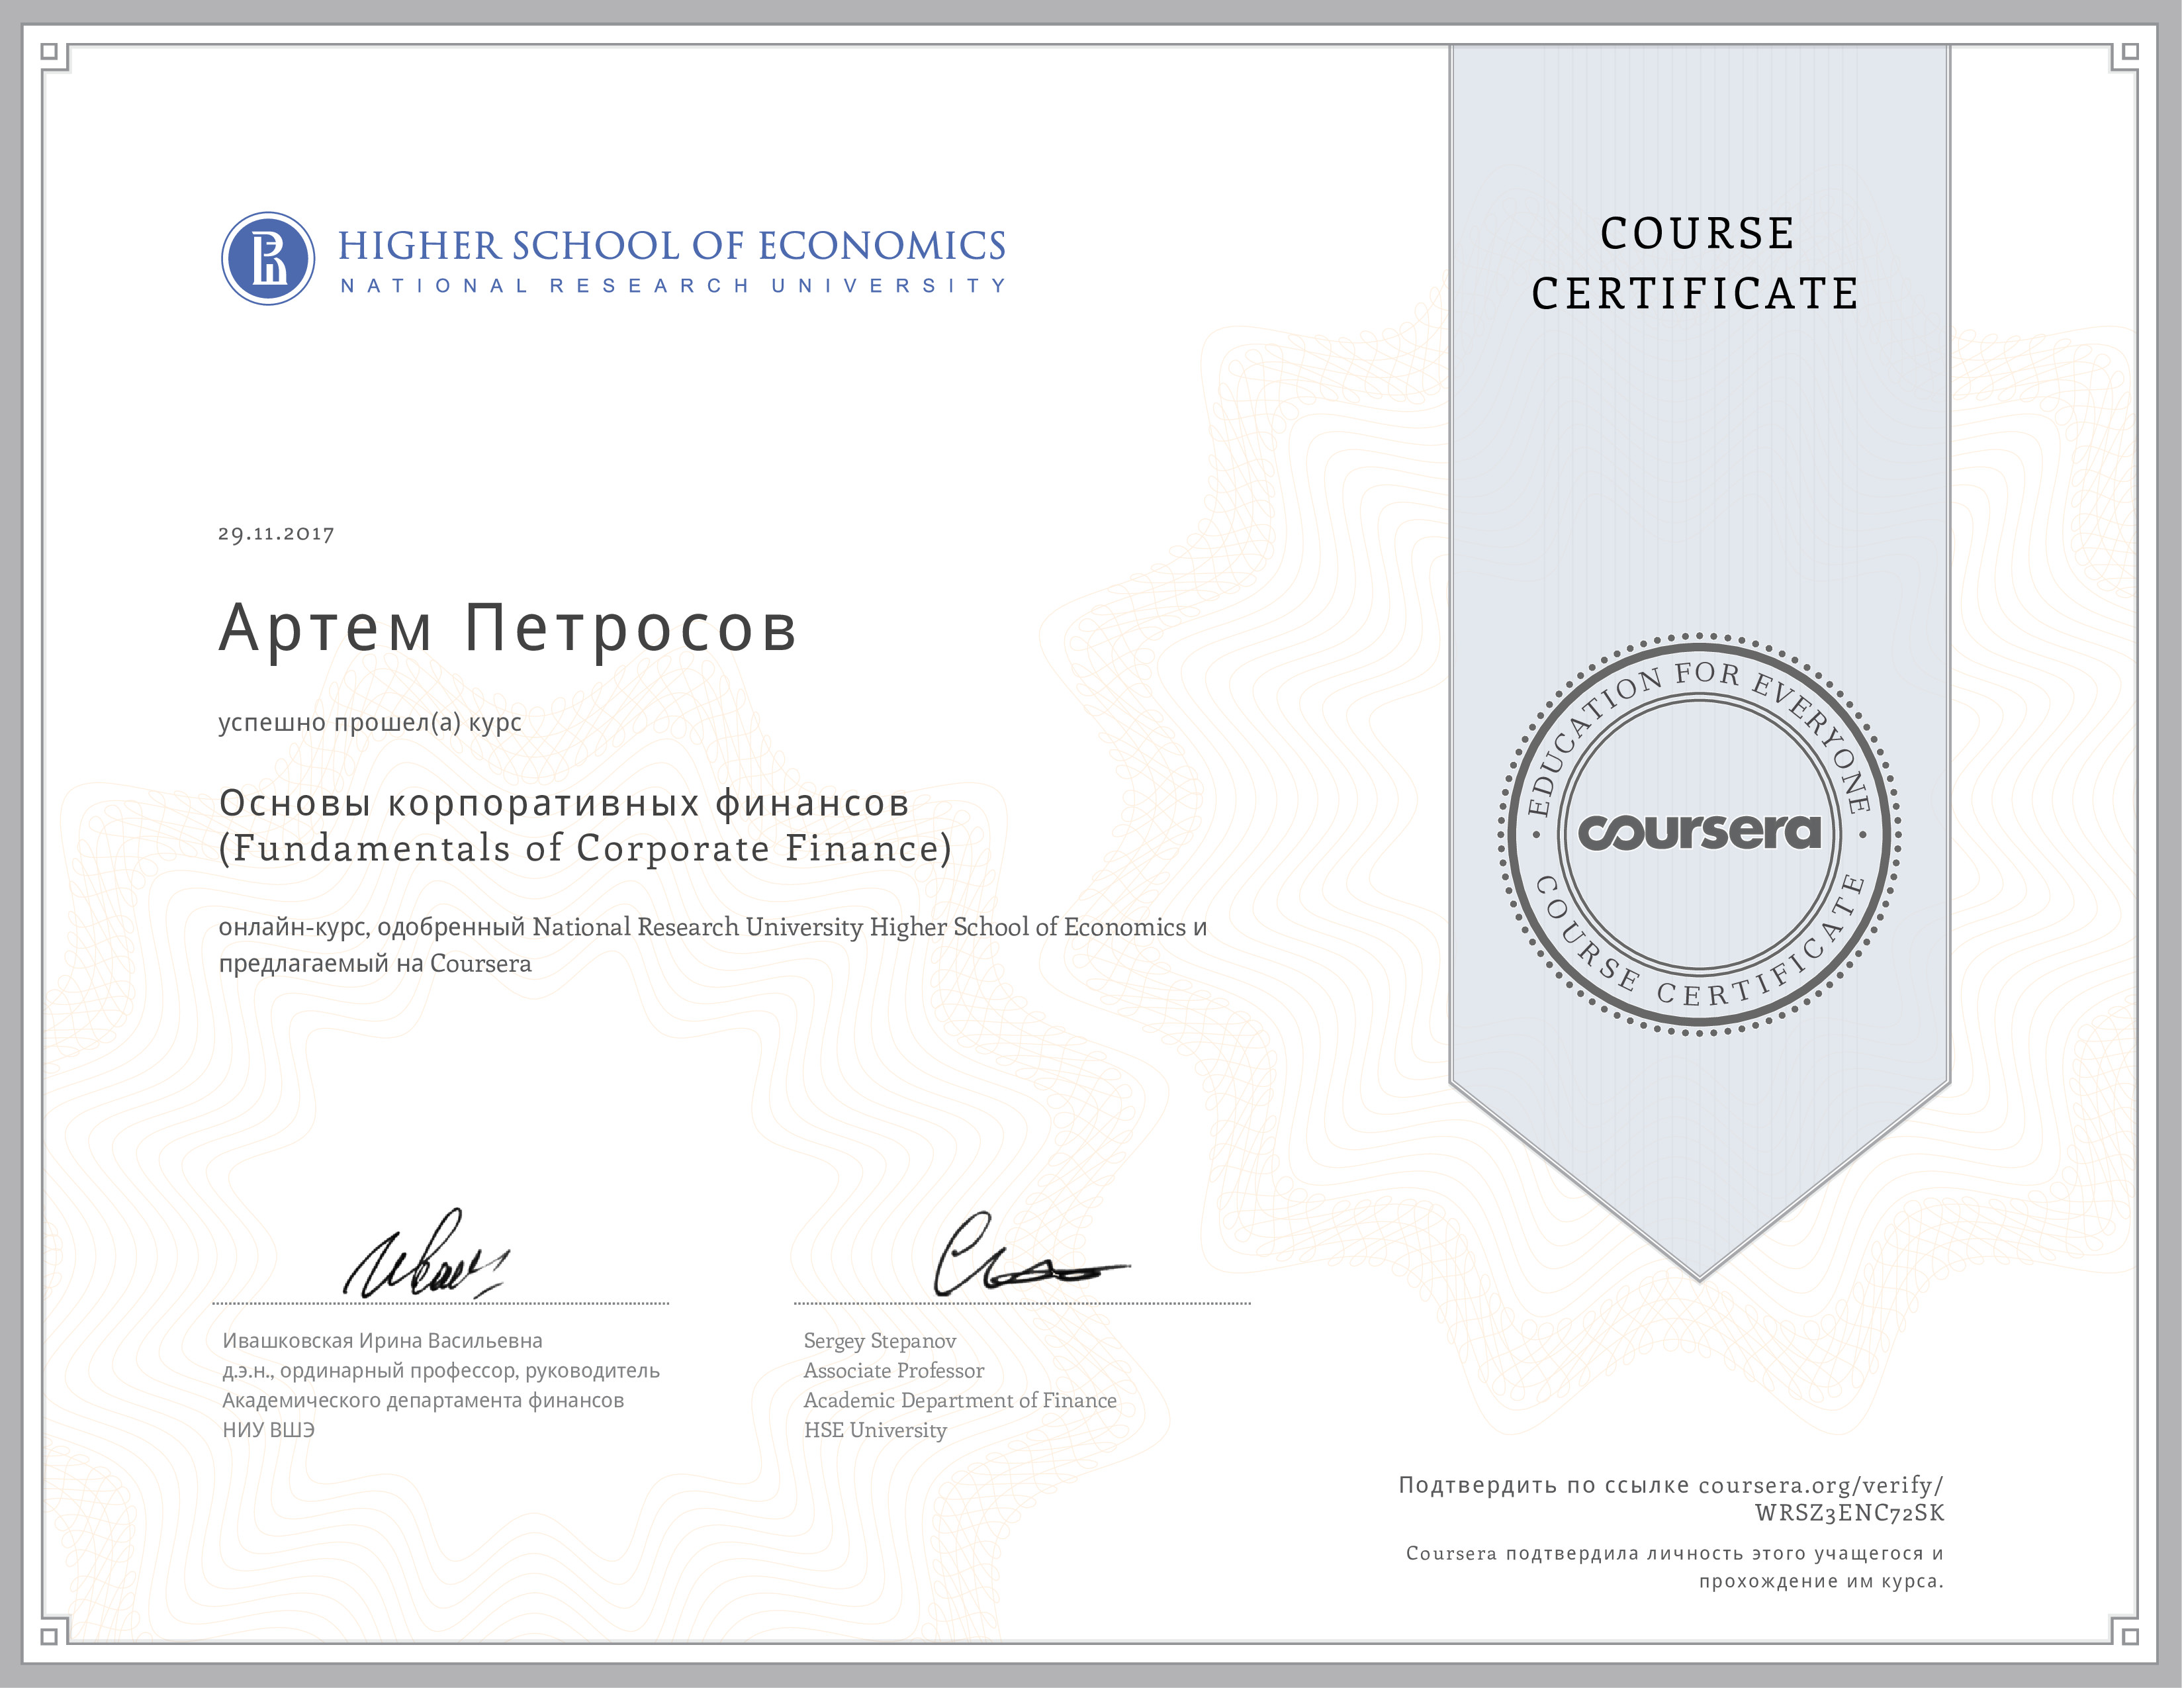 HIGHER SCHOOL OF ECONOMICS
NATIONAL RESEARCH UNIVERSITY
COURSE
CERTIFICATE
29.11.2017
Артем Петросов
успешно прошел(а) курс
Основы корпоративных финансов
(Fundamentals of Corporate Finance)
онлайн-курс, одобренный National Research University Higher School of Economics и
предлагаемый на Coursera
EDUCATION FOR EVERYONE
coursera
COURSE CERTIFICATE
Ивашковская Ирина Васильевна
д.э.н., ординарный профессор, руководитель
Академического департамента финансов
НИУ ВШЭ
Sergey Stepanov
Associate Professor
Academic Department of Finance
HSE University
Подтвердить по ссылке coursera.org/verify/
WRSZ3ENC72SK
Coursera подтвердила личность этого учащегося и
прохождение им курса.